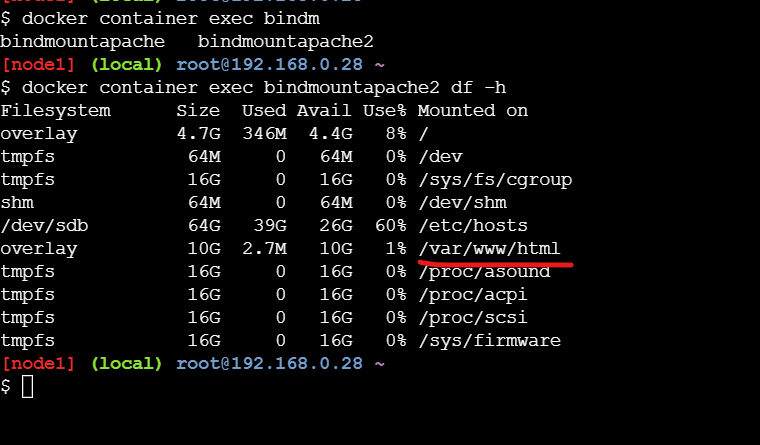 $ docker container exec bindm
bindmountapache   bindmountapache2
[node1] (local) root@192.168.0.28 ~
$ docker container exec bindmountapache2 df -h
Filesystem      Size  Used Avail Use% Mounted on
overlay         4.7G  346M  4.4G   8% /
tmpfs            64M     0   64M   0% /dev
tmpfs            16G     0   16G   0% /sys/fs/cgroup
shm              64M     0   64M   0% /dev/shm
/dev/sdb         64G   39G   26G  60% /etc/hosts
overlay          10G  2.7M   10G   1% /var/www/html
tmpfs            16G     0   16G   0% /proc/asound
tmpfs            16G     0   16G   0% /proc/acpi
tmpfs            16G     0   16G   0% /proc/scsi
tmpfs            16G     0   16G   0% /sys/firmware
[node1] (local) root@192.168.0.28 ~
$